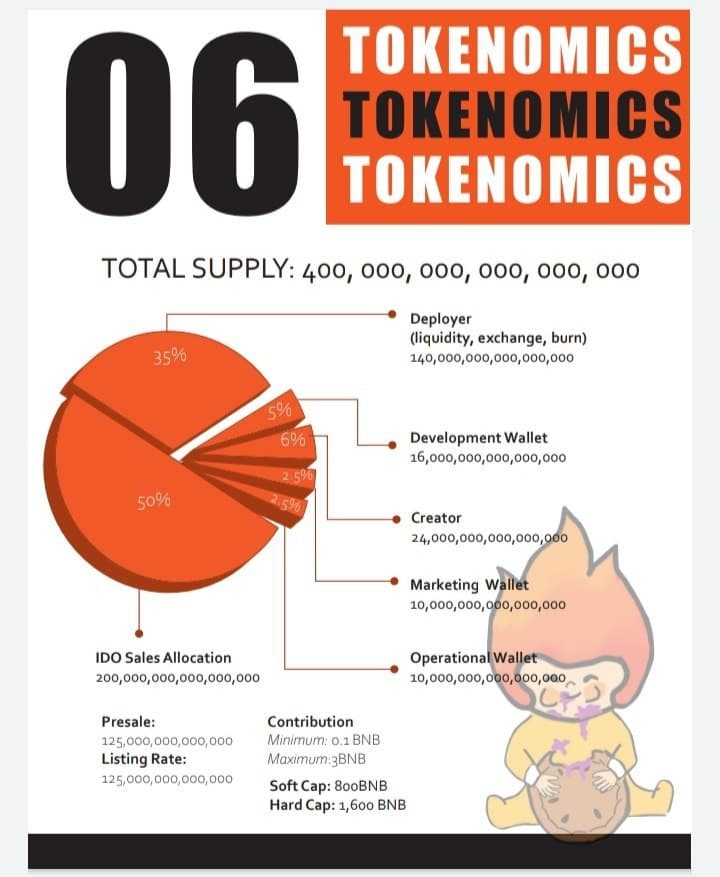 06
TOKENOMICS
TOKENOMICS
TOKENOMICS
TOTAL SUPPLY: 400, 000, 000, 000, 000, 000
35%
5%
6%
2.5%
2.5%
50%
Deployer
(liquidity, exchange, burn)
140,000,000,000,000,000
Development Wallet
16,000,000,000,000,000
Creator
24,000,000,000,000,000
Marketing Wallet
10,000,000,000,000,000
Operational Wallet
10,000,000,000,000,000
IDO Sales Allocation
200,000,000,000,000,000
Presale:
125,000,000,000,000
Listing Rate:
125,000,000,000,000
Contribution
Minimum: 0.1 BNB
Maximum:3BNB
Soft Cap: 800BNB
Hard Cap: 1,600 BNB